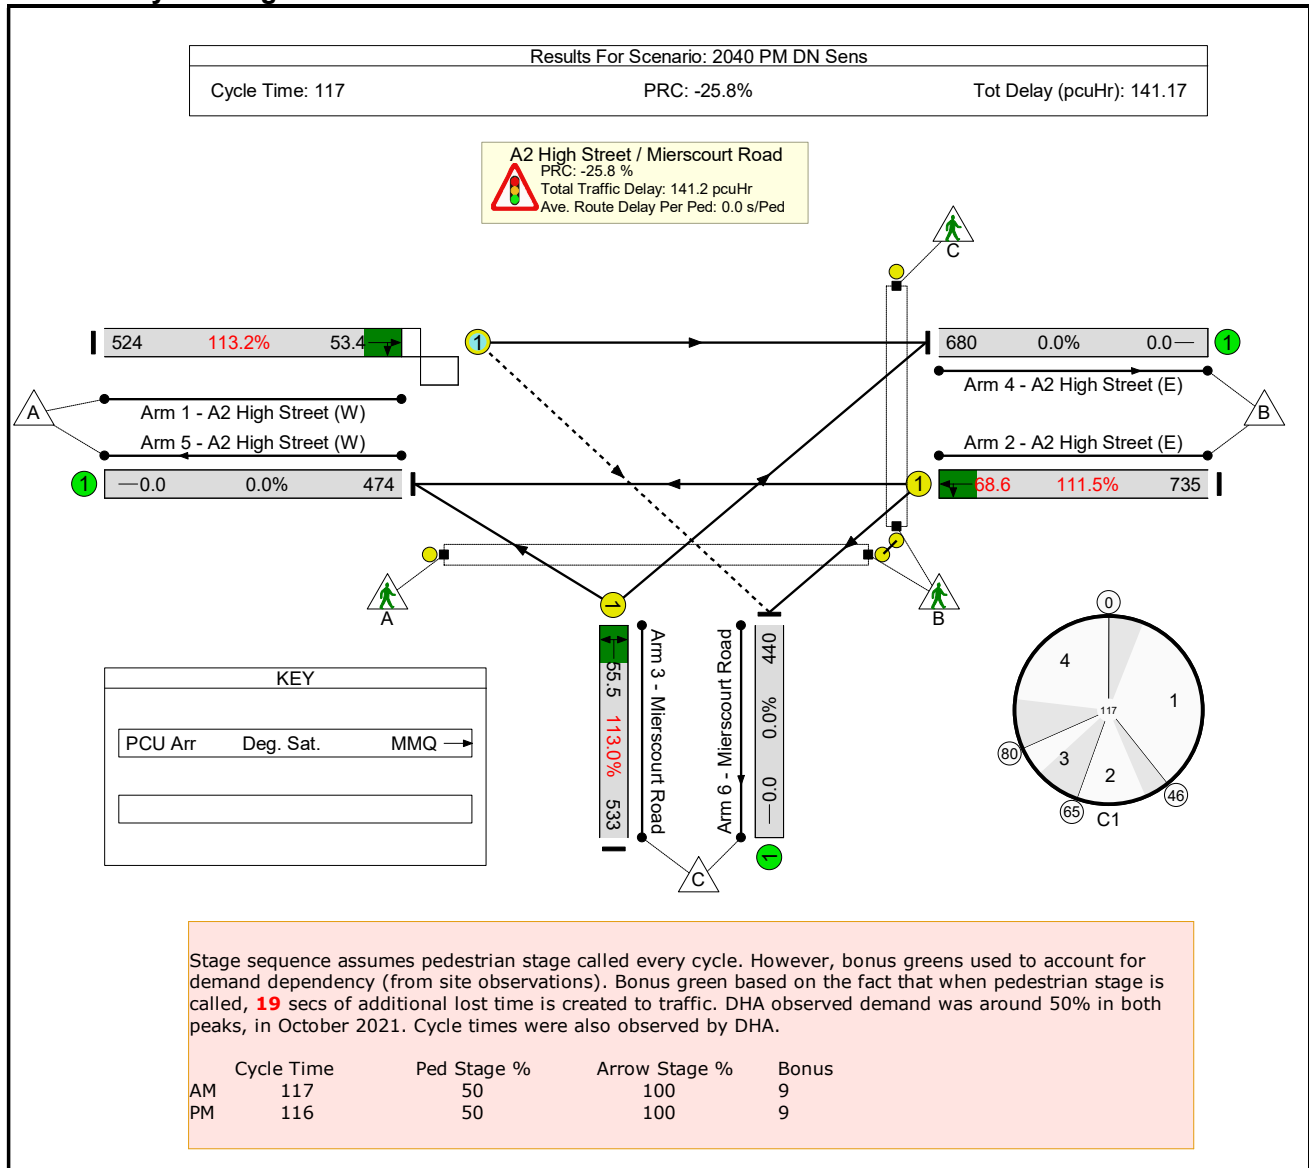 Results For Scenario: 2040 PM DN Sens
Cycle Time: 117 PRC: -25.8% Tot Delay (pcuHr): 141.17
A2 High Street / Mierscourt Road
PRC: -25.8 %
Total Traffic Delay: 141.2 pcuHr
Ave. Route Delay Per Ped: 0.0 s/Ped
C
524 113.2% 53.4
1
680 0.0% 0.0
1
Arm 1 - A2 High Street (W)
Arm 4 - A2 High Street (E)
A
B
Arm 5 - A2 High Street (W)
Arm 2 - A2 High Street (E)
1
0.0 0.0% 474
1
68.6 111.5% 735
A
B
1
55.5 113.0% 533
Arm 3 - Mierscourt Road
Arm 6 - Mierscourt Road
0.0 0.0% 440
1
C
0
4
1
117
80
3
2
46
65
C1
KEY
PCU Arr Deg. Sat. MMQ
Stage sequence assumes pedestrian stage called every cycle. However, bonus greens used to account for
demand dependency (from site observations). Bonus green based on the fact that when pedestrian stage is
called, 19 secs of additional lost time is created to traffic. DHA observed demand was around 50% in both
peaks, in October 2021. Cycle times were also observed by DHA.
Cycle Time Ped Stage % Arrow Stage % Bonus
AM 117 50 100 9
PM 116 50 100 9